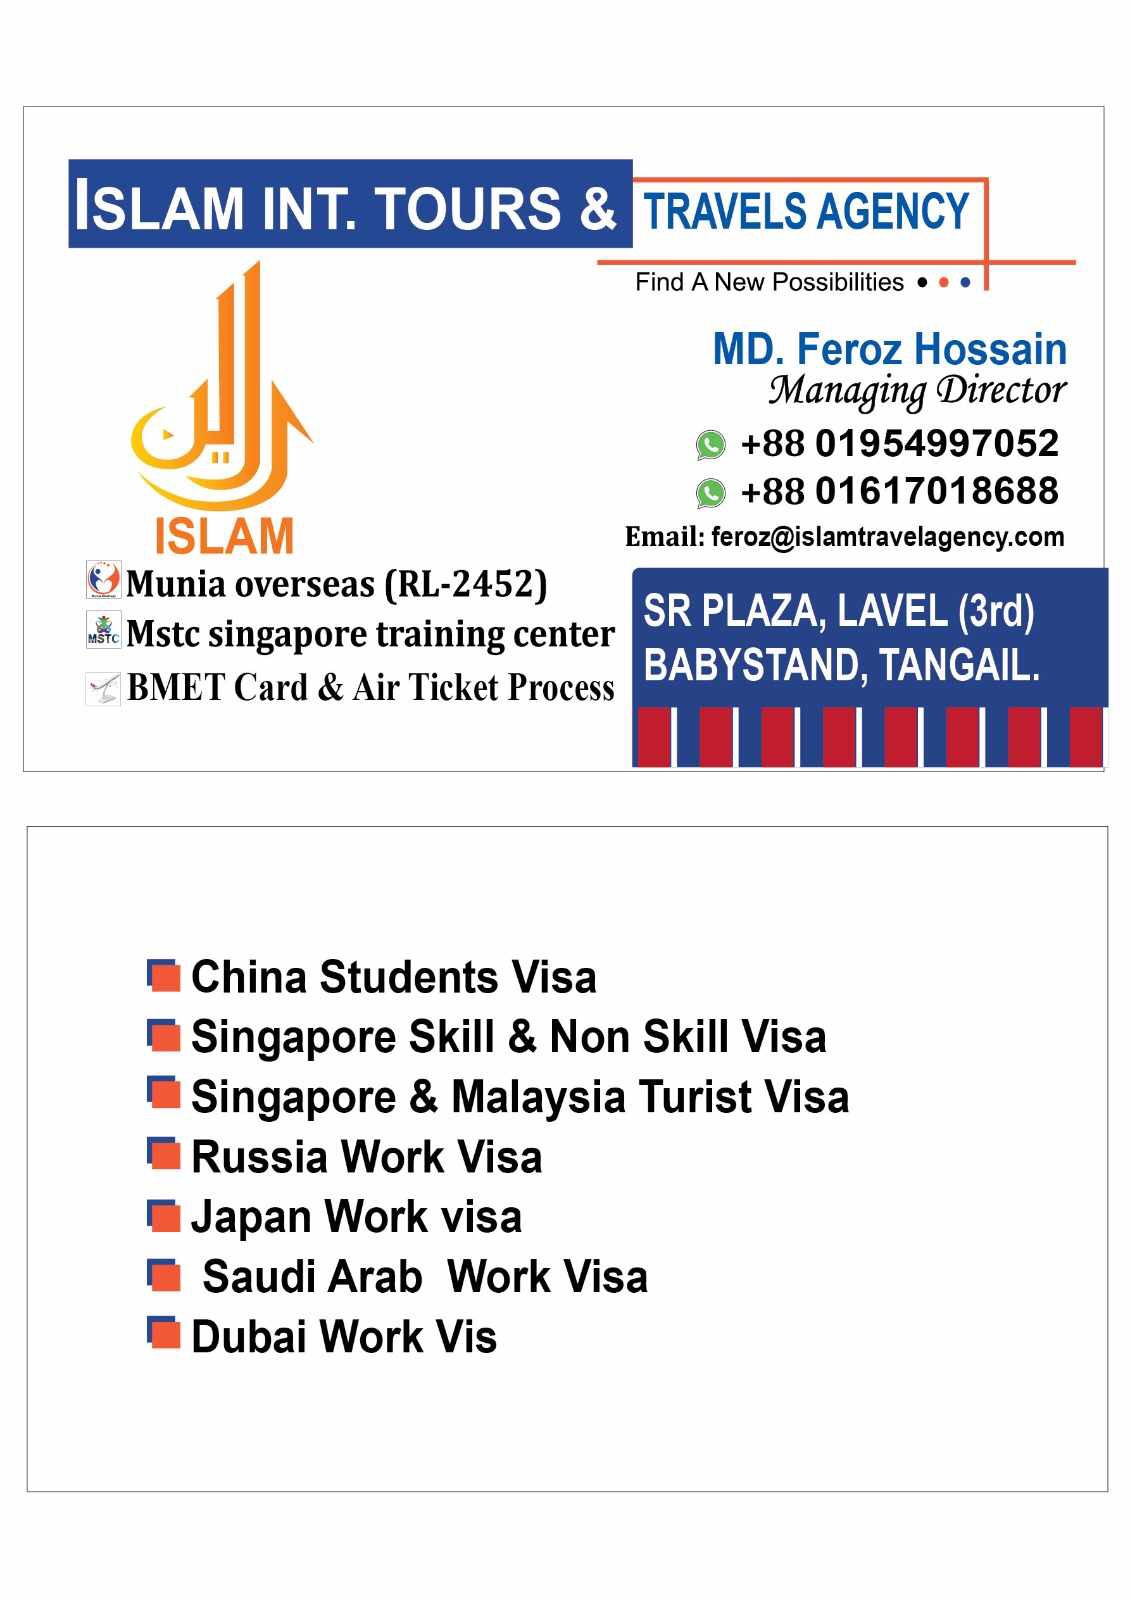 ISLAM INT. TOURS & TRAVELS AGENCY
Find A New Possibilities
MD. Feroz Hossain
Managing Director
+88 01954997052
+88 01617018688
Email: feroz@islamtravelagency.com
ISLAM
Munia overseas (RL-2452)
MSTC
Mstc singapore training center
BMET Card & Air Ticket Process
SR PLAZA, LAVEL (3rd)
BABYSTAND, TANGAIL.
China Students Visa
Singapore Skill & Non Skill Visa
Singapore & Malaysia Turist Visa
Russia Work Visa
Japan Work visa
Saudi Arab Work Visa
Dubai Work Vis